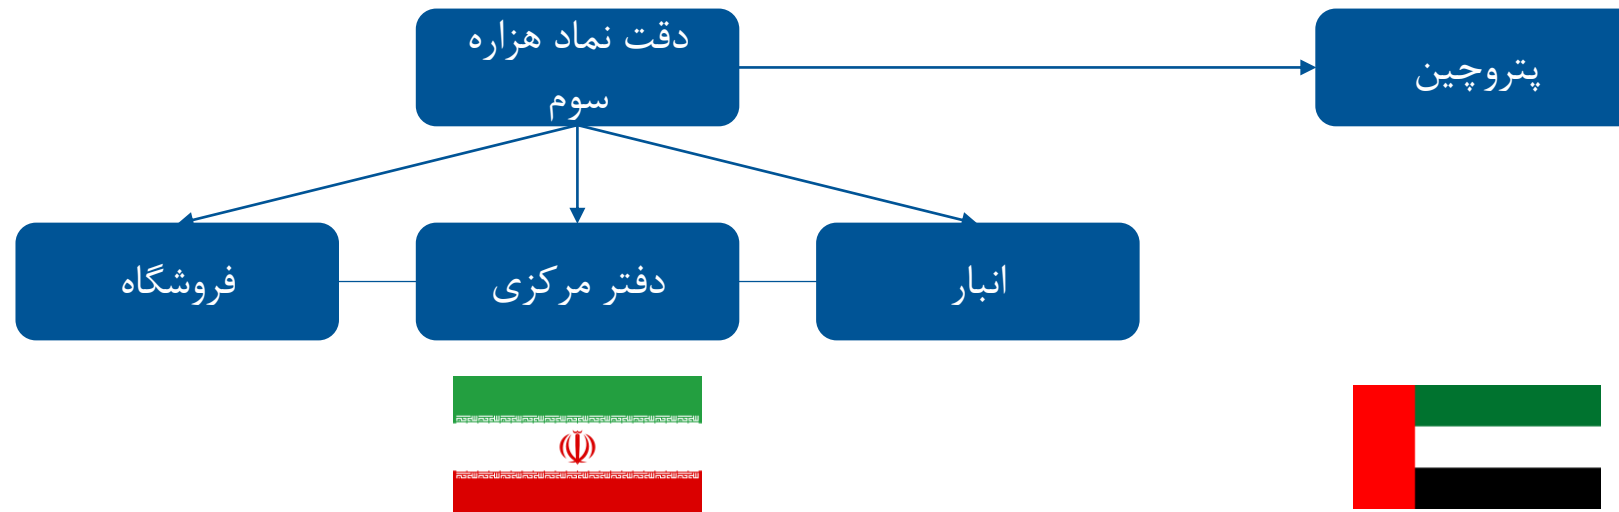 دقت نماد هزاره
سوم
پتروچین
فروشگاه
دفتر مرکزی
انبار